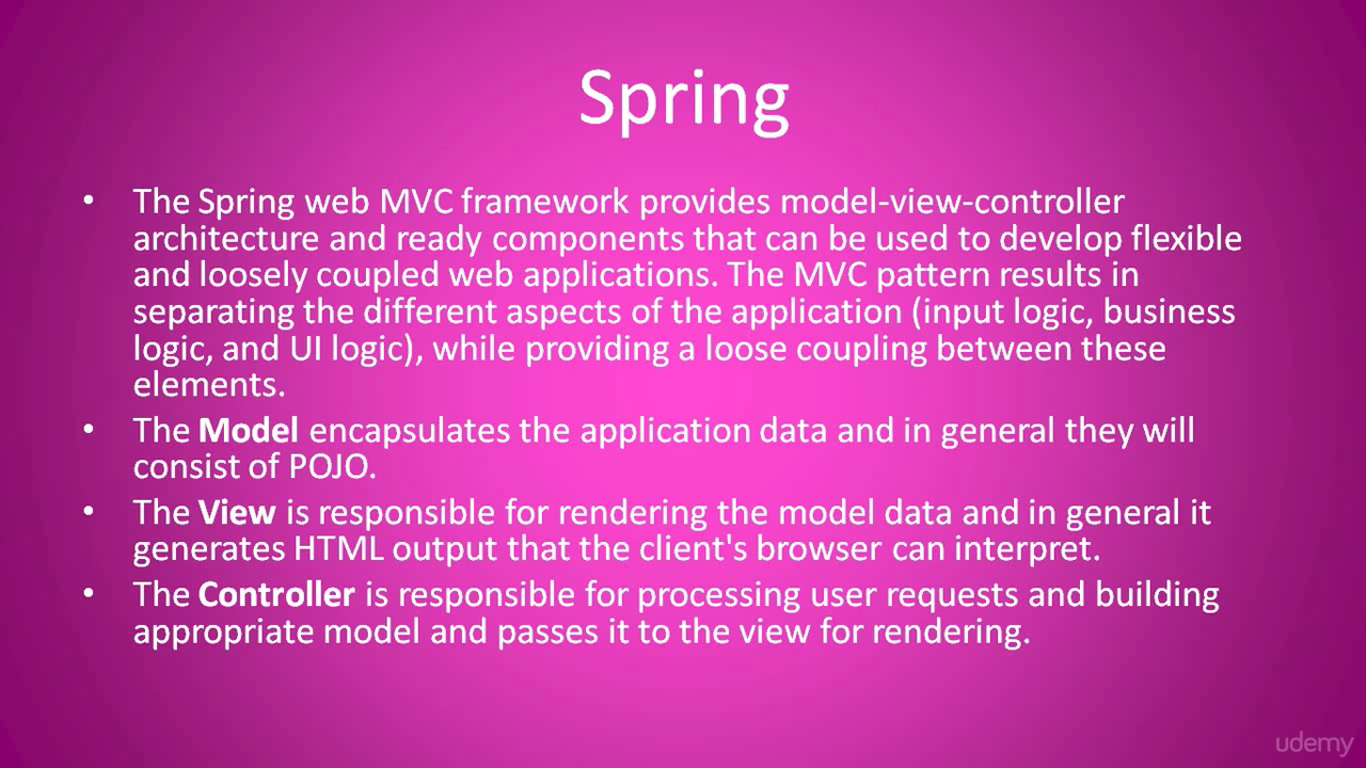 Spring
• The Spring web MVC framework provides model-view-controller
architecture and ready components that can be used to develop flexible
and loosely coupled web applications. The MVC pattern results in
separating the different aspects of the application (input logic, business
logic, and UI logic), while providing a loose coupling between these
elements.
• The Model encapsulates the application data and in general they will
consist of POJO.
• The View is responsible for rendering the model data and in general it
generates HTML output that the client's browser can interpret.
• The Controller is responsible for processing user requests and building
appropriate model and passes it to the view for rendering.
udemy